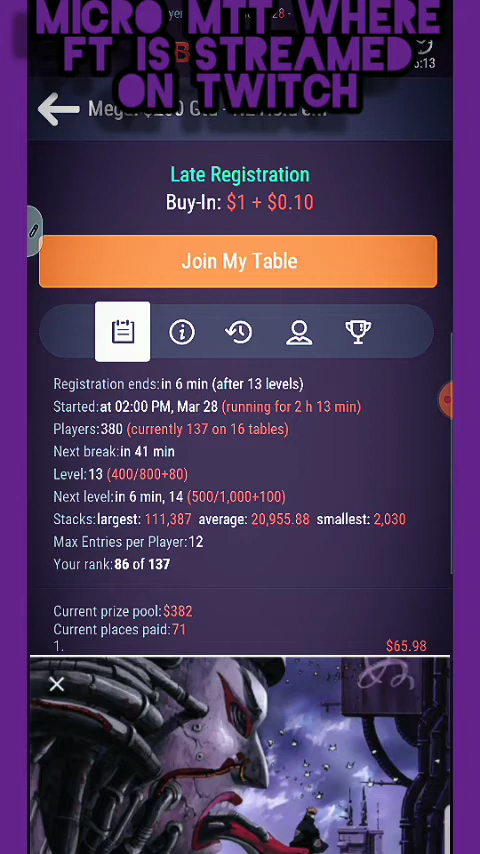 MICRO MTT WHERE
FT IS STREAMED
ON TWITCH
Late Registration
Buy-In: $1 + $0.10
Join My Table
Registration ends:in 6 min (after 13 levels)
Started:at 02:00 PM, Mar 28 (running for 2 h 13 min)
Players:380 (currently 137 on 16 tables)
Next break:in 41 min
Level:13 (400/800+80)
Next level:in 6 min, 14 (500/1,000+100)
Stacks:largest: 111,387 average: 20,955.88 smallest: 2,030
Max Entries per Player:12
Your rank:86 of 137
Current prize pool:$382
Current places paid:71
1. $65.98